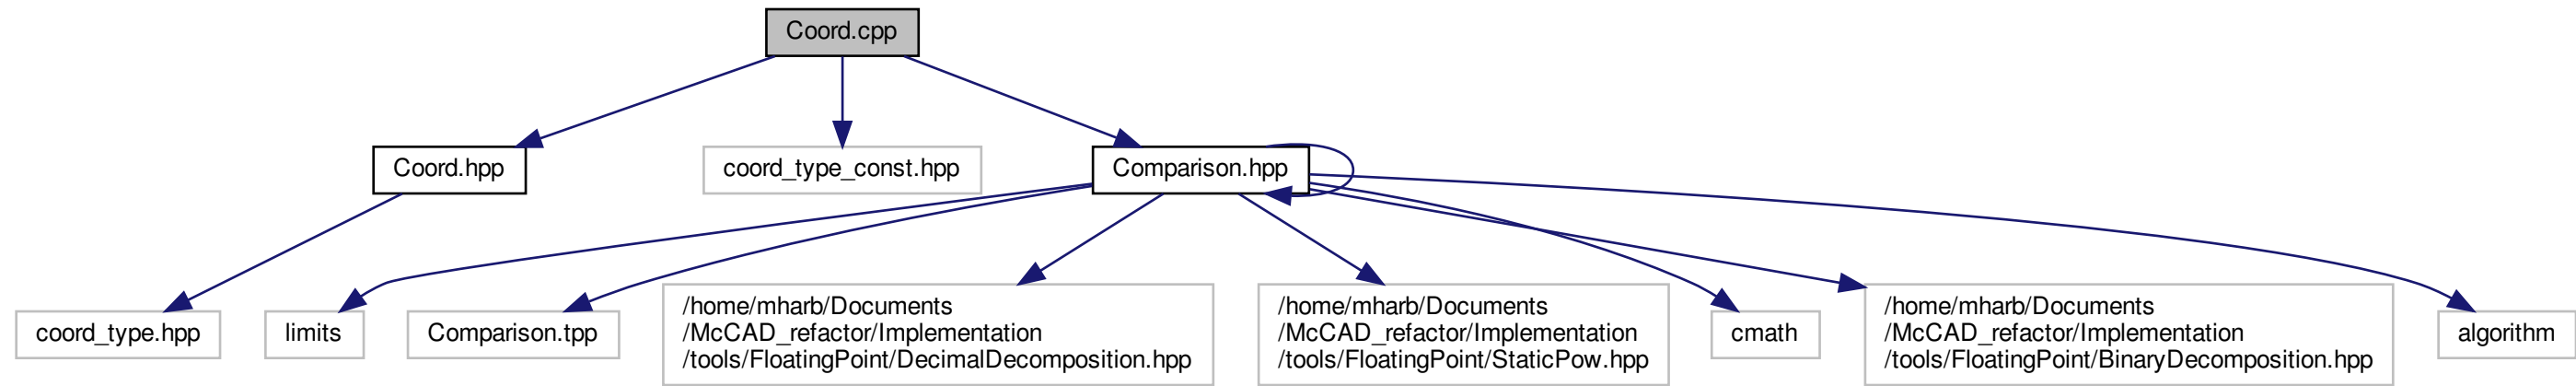 Coord.cpp
Coord.hpp
coord_type_const.hpp
Comparison.hpp
coord_type.hpp
limits
Comparison.tpp
/home/mharb/Documents
/McCAD_refactor/Implementation
/tools/FloatingPoint/DecimalDecomposition.hpp
/home/mharb/Documents
/McCAD_refactor/Implementation
/tools/FloatingPoint/StaticPow.hpp
cmath
/home/mharb/Documents
/McCAD_refactor/Implementation
/tools/FloatingPoint/BinaryDecomposition.hpp
algorithm